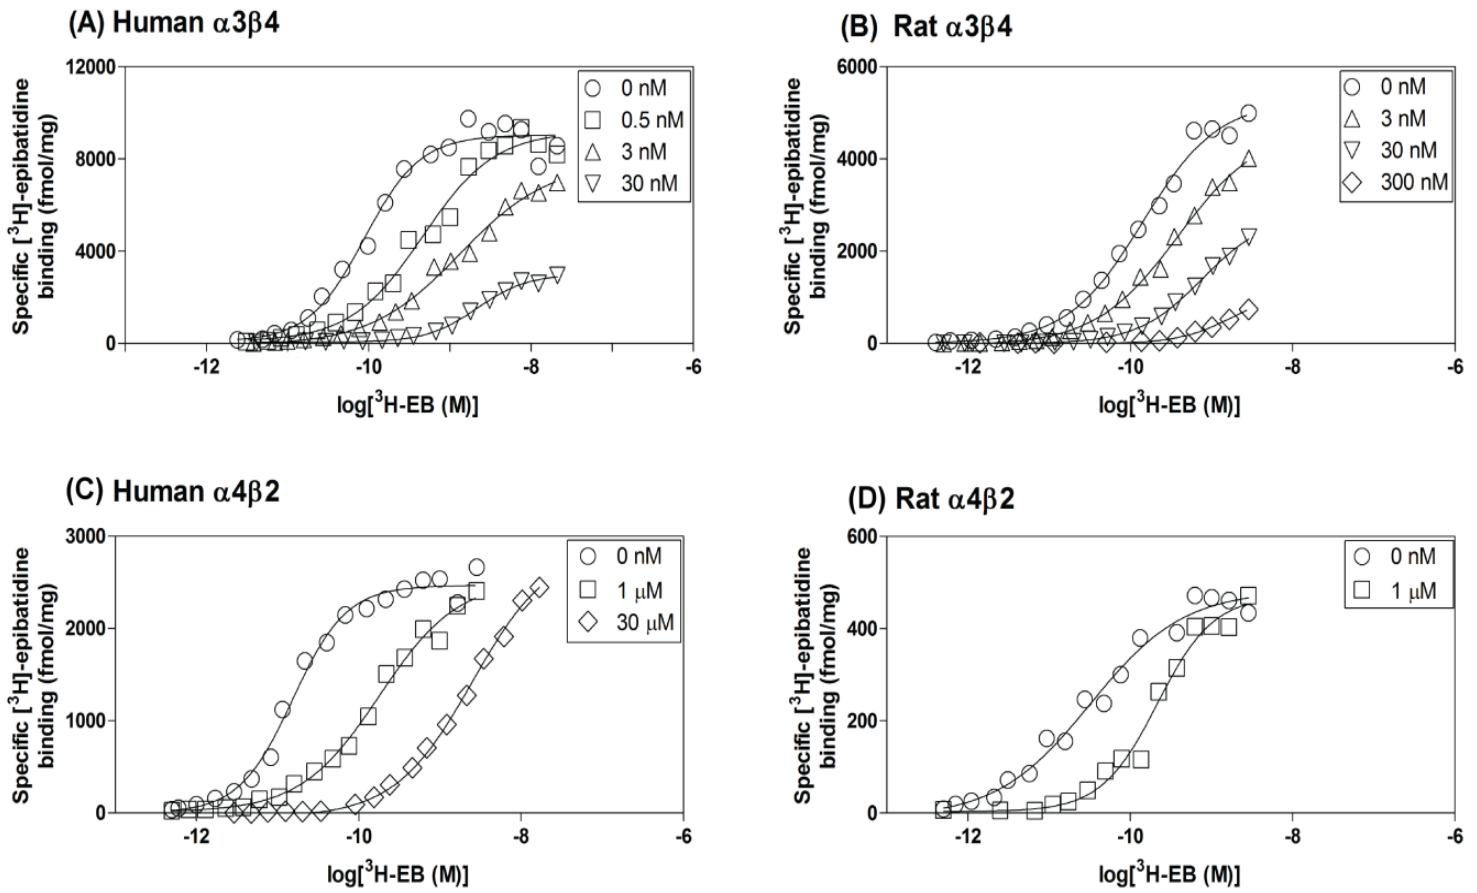 (A) Human α3β4
Specific [³H]-epibatidine
binding (fmol/mg)
12000
8000
4000
0
-12
-10
-8
-6
log[³H-EB (M)]
0 nM
0.5 nM
3 nM
30 nM
(B) Rat α3β4
Specific [³H]-epibatidine
binding (fmol/mg)
6000
4000
2000
0
-12
-10
-8
-6
log[³H-EB (M)]
0 nM
3 nM
30 nM
300 nM
(C) Human α4β2
Specific [³H]-epibatidine
binding (fmol/mg)
3000
2000
1000
0
-12
-10
-8
-6
log[³H-EB (M)]
0 nM
1 μM
30 μM
(D) Rat α4β2
Specific [³H]-epibatidine
binding (fmol/mg)
600
400
200
0
-12
-10
-8
-6
log[³H-EB (M)]
0 nM
1 μM